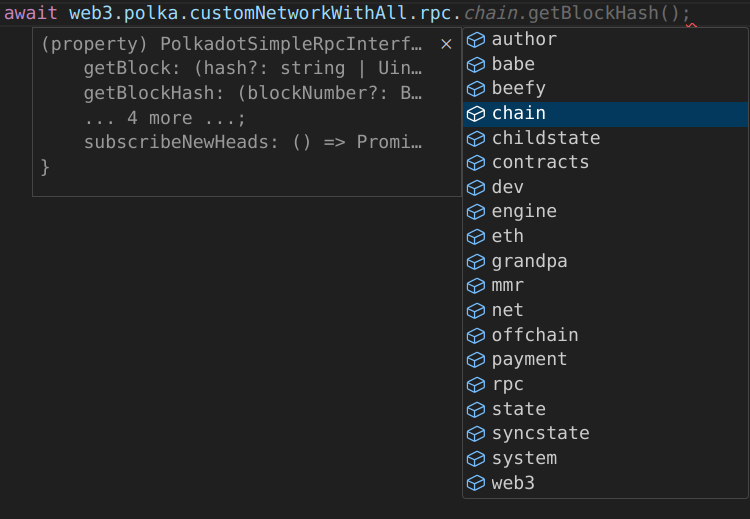 await web3.polka.customNetworkWithAll.rpc.chain.getBlockHash();
(property) PolkadotSimpleRpcInterf…
getBlock: (hash?: string | Uin…
getBlockHash: (blockNumber?: B…
... 4 more ...;
subscribeNewHeads: () => Promi…
}
author
babe
beefy
chain
childstate
contracts
dev
engine
eth
grandpa
mmr
net
offchain
payment
rpc
state
syncstate
system
web3